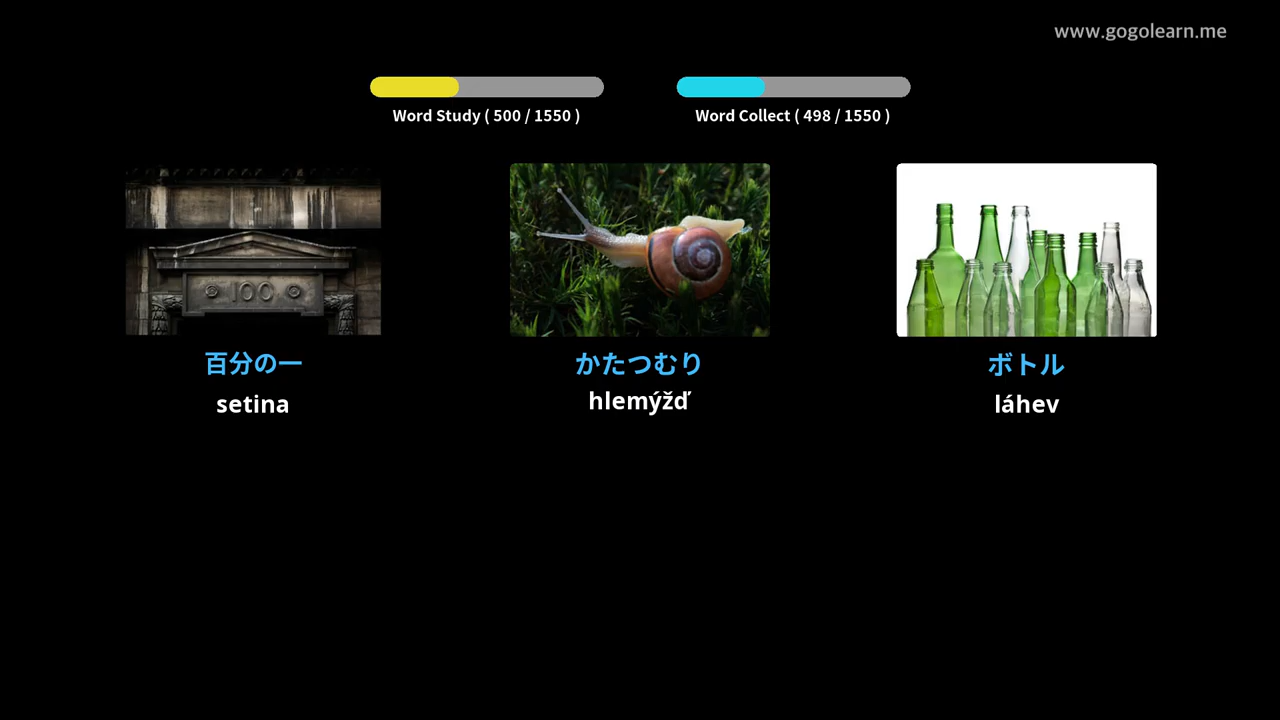 www.gogolearn.me
Word Study ( 500 / 1550 )
Word Collect ( 498 / 1550 )
100
百分の一
かたつむり
ボトル
setina
hlemýžď
láhev